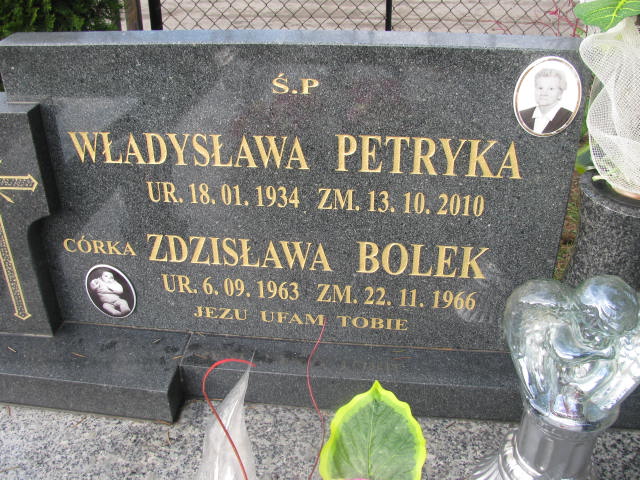 Ś.P
WŁADYSŁAWA PETRYKA
UR. 18.01.1934 ZM. 13.10.2010
CÓRKA ZDZISŁAWA BOLEK
UR. 6.09.1963 ZM. 22.11.1966
JEZU UFAM TOBIE